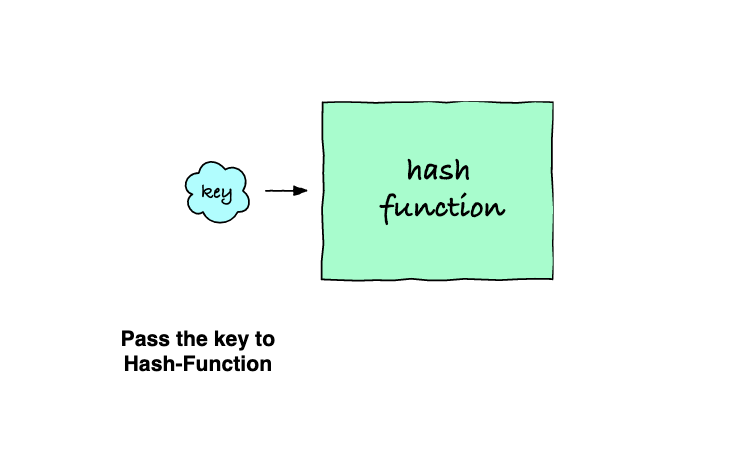 key
hash
function
Pass the key to
Hash-Function